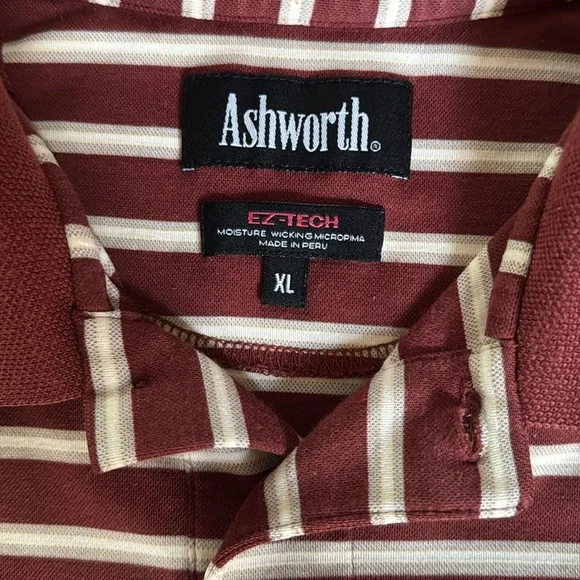 Ashworth®
EZ-TECH
MOISTURE WICKING MICROPIMA
MADE IN PERU
XL